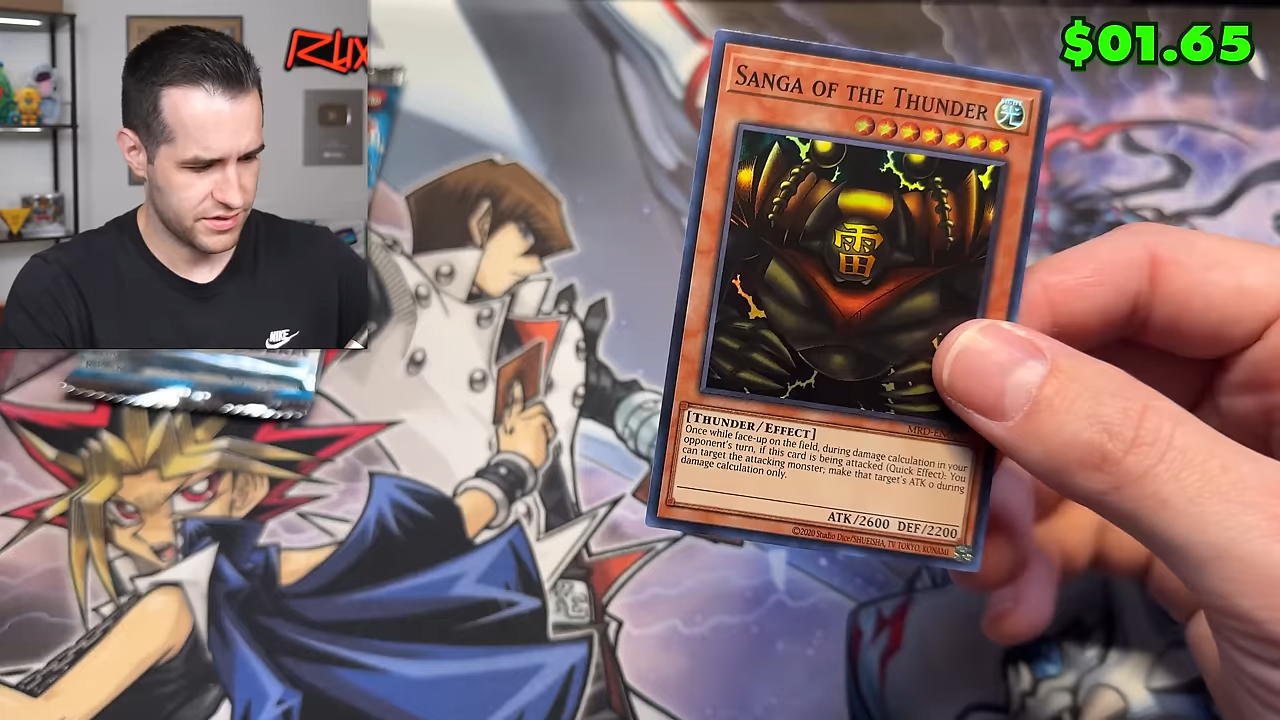 $01.65
SANGA OF THE THUNDER
光
雷
[THUNDER/EFFECT]
Once while face-up on the field, during damage calculation in your
opponent's turn, if this card is being attacked (Quick Effect): You
can target the attacking monster; make that target's ATK 0 during
damage calculation only.
ATK/2600 DEF/2200
©2020 Studio Dice/SHUEISHA, TV TOKYO, KONAMI
NIKE